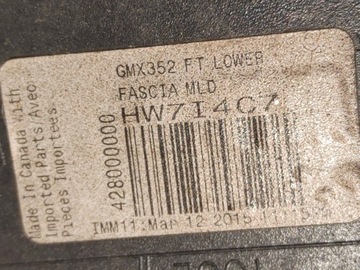 GMX352 FT LOWER
FASCIA MLD
HW7I4C7
428000000
Made In Canada With
Imported Parts Avec
Pieces Importees.
IMM11:Mar 12 2015